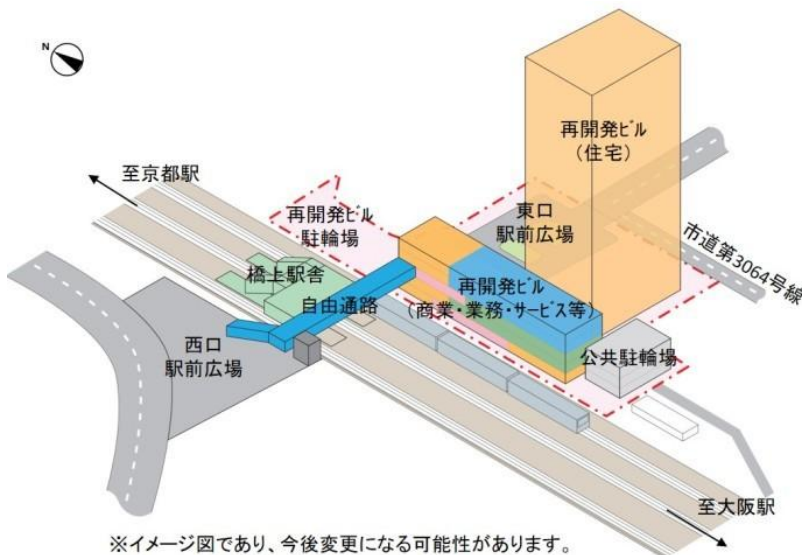 N
再開発ビル
(住宅)
至京都駅
再開発ビル
駐輪場
東口
駅前広場
市道第3064号線
橋上駅舎
自由通路
再開発ビル
(商業・業務・サービス等)
西口
駅前広場
公共駐輪場
至大阪駅
※イメージ図であり、今後変更になる可能性があります。